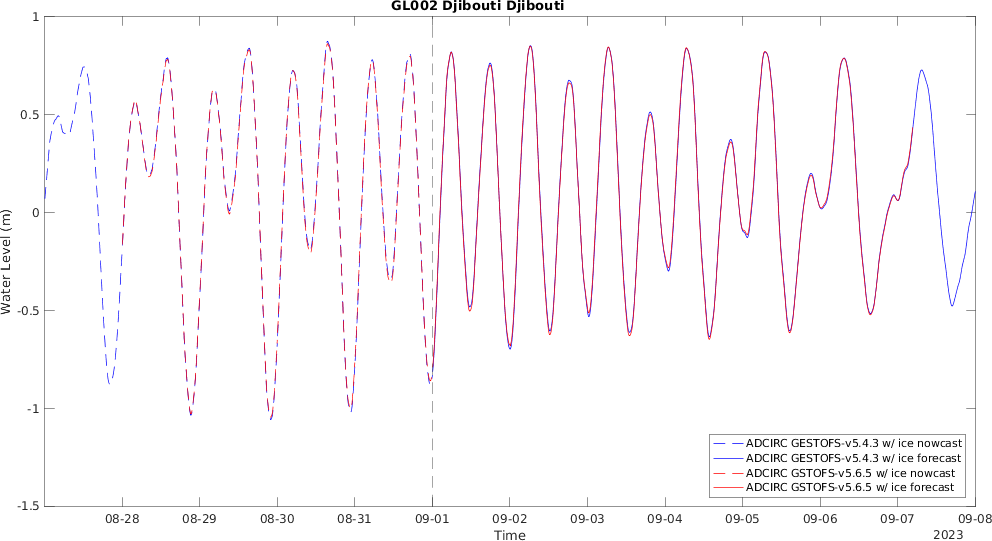 GL002 Djibouti Djibouti
Water Level (m)
1
0.5
0
-0.5
-1
-1.5
08-28 08-29 08-30 08-31 09-01 09-02 09-03 09-04 09-05 09-06 09-07 09-08
Time
2023
ADCIRC GESTOFS-v5.4.3 w/ ice nowcast
ADCIRC GESTOFS-v5.4.3 w/ ice forecast
ADCIRC GSTOFS-v5.6.5 w/ ice nowcast
ADCIRC GSTOFS-v5.6.5 w/ ice forecast